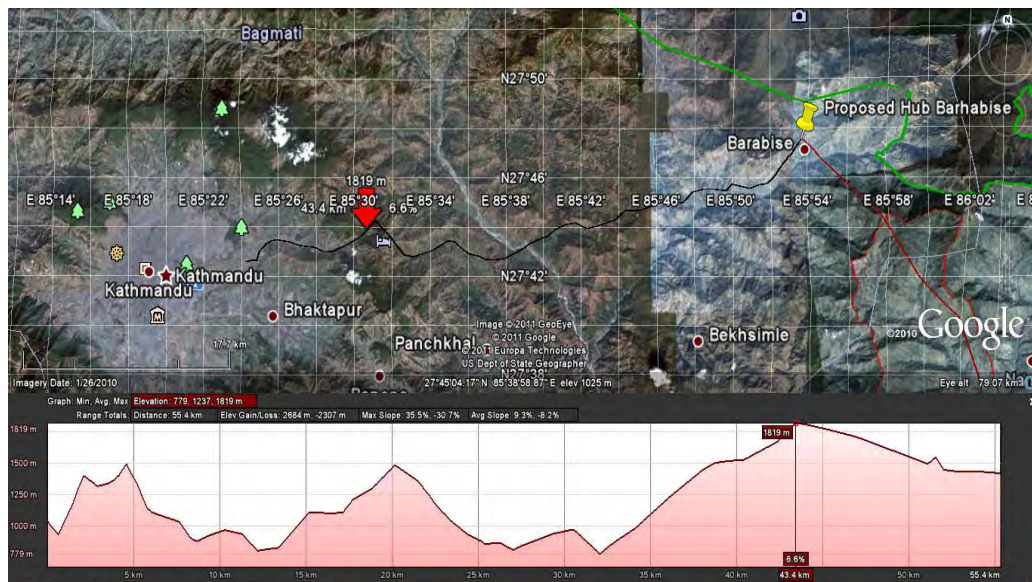 Bagmati
N
N27°50'
Proposed Hub Barhabise
Barabise
N27°46'
1819 m
E 85°14' E 85°18' E 85°22' E 85°26' E 85°30' E 85°34' E 85°38' E 85°42' E 85°46' E 85°50' E 85°54' E 85°58' E 86°02'
43.4 km 6.6%
N27°42'
Kathmandu
Kathmandu
Bhaktapur
Image © 2011 GeoEye
© 2011 Google
Panchkhal
© 2011 Europa Technologies
US Dept of State Geographer
Bekhsimle
©2010 Google
17.7 km
N27°38'
Imagery Date: 1/26/2010
27°45'04.17" N 85°38'58.87" E elev 1025 m
Eye alt 79.07 km
Graph: Min, Avg, Max Elevation: 779, 1237, 1819 m
Range Totals: Distance: 55.4 km Elev Gain/Loss: 2684 m, -2307 m Max Slope: 35.5%, -30.7% Avg Slope: 9.3%, -8.2%
1819 m
1819 m
1500 m
1250 m
1000 m
779 m
6.6%
5 km 10 km 15 km 20 km 25 km 30 km 35 km 40 km 43.4 km 50 km 55.4 km